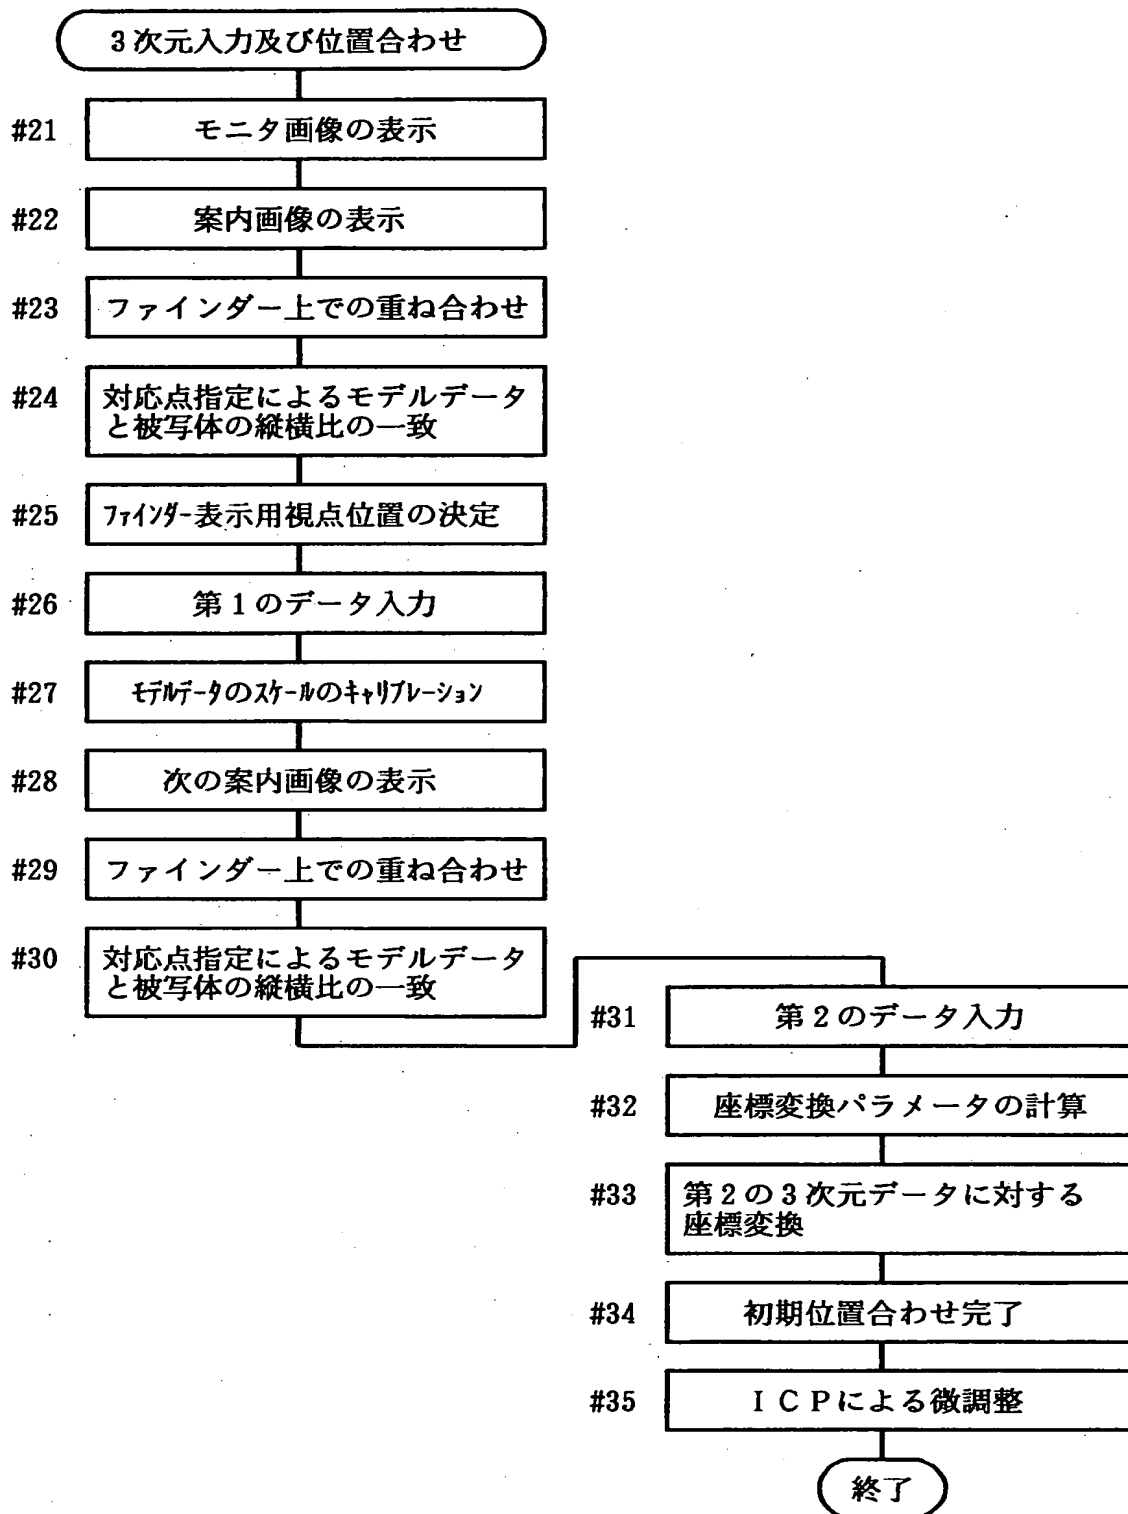 3次元入力及び位置合わせ
#21 モニタ画像の表示
#22 案内画像の表示
#23 ファインダー上での重ね合わせ
#24 対応点指定によるモデルデータ
と被写体の縦横比の一致
#25 ﾌｧｲﾝﾀﾞｰ表示用視点位置の決定
#26 第1のデータ入力
#27 ﾓﾃﾞﾙﾃﾞｰﾀのｽｹｰﾙのｷｬﾘﾌﾞﾚｰｼｮﾝ
#28 次の案内画像の表示
#29 ファインダー上での重ね合わせ
#30 対応点指定によるモデルデータ
と被写体の縦横比の一致
#31 第2のデータ入力
#32 座標変換パラメータの計算
#33 第2の3次元データに対する
座標変換
#34 初期位置合わせ完了
#35 ICPによる微調整
終了